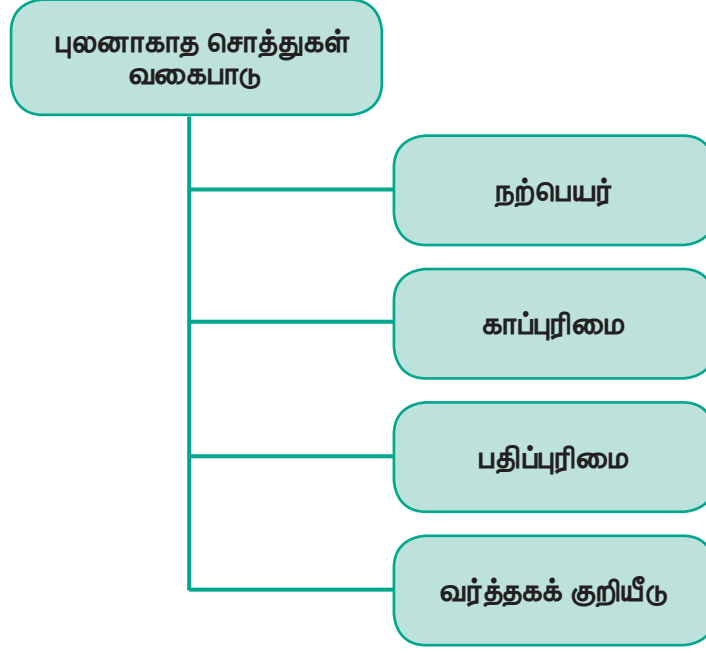 புலனாகாத சொத்துகள்
வகைபாடு
நற்பெயர்
காப்புரிமை
பதிப்புரிமை
வர்த்தகக் குறியீடு